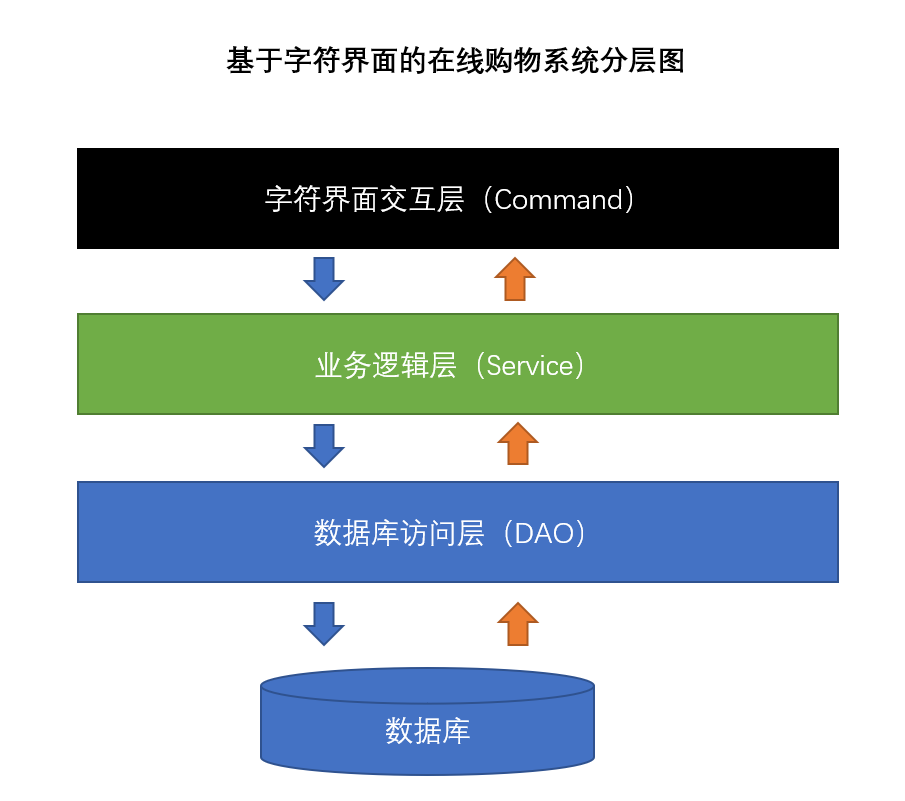 基于字符界面的在线购物系统分层图
字符界面交互层（Command）
业务逻辑层（Service）
数据库访问层（DAO）
数据库